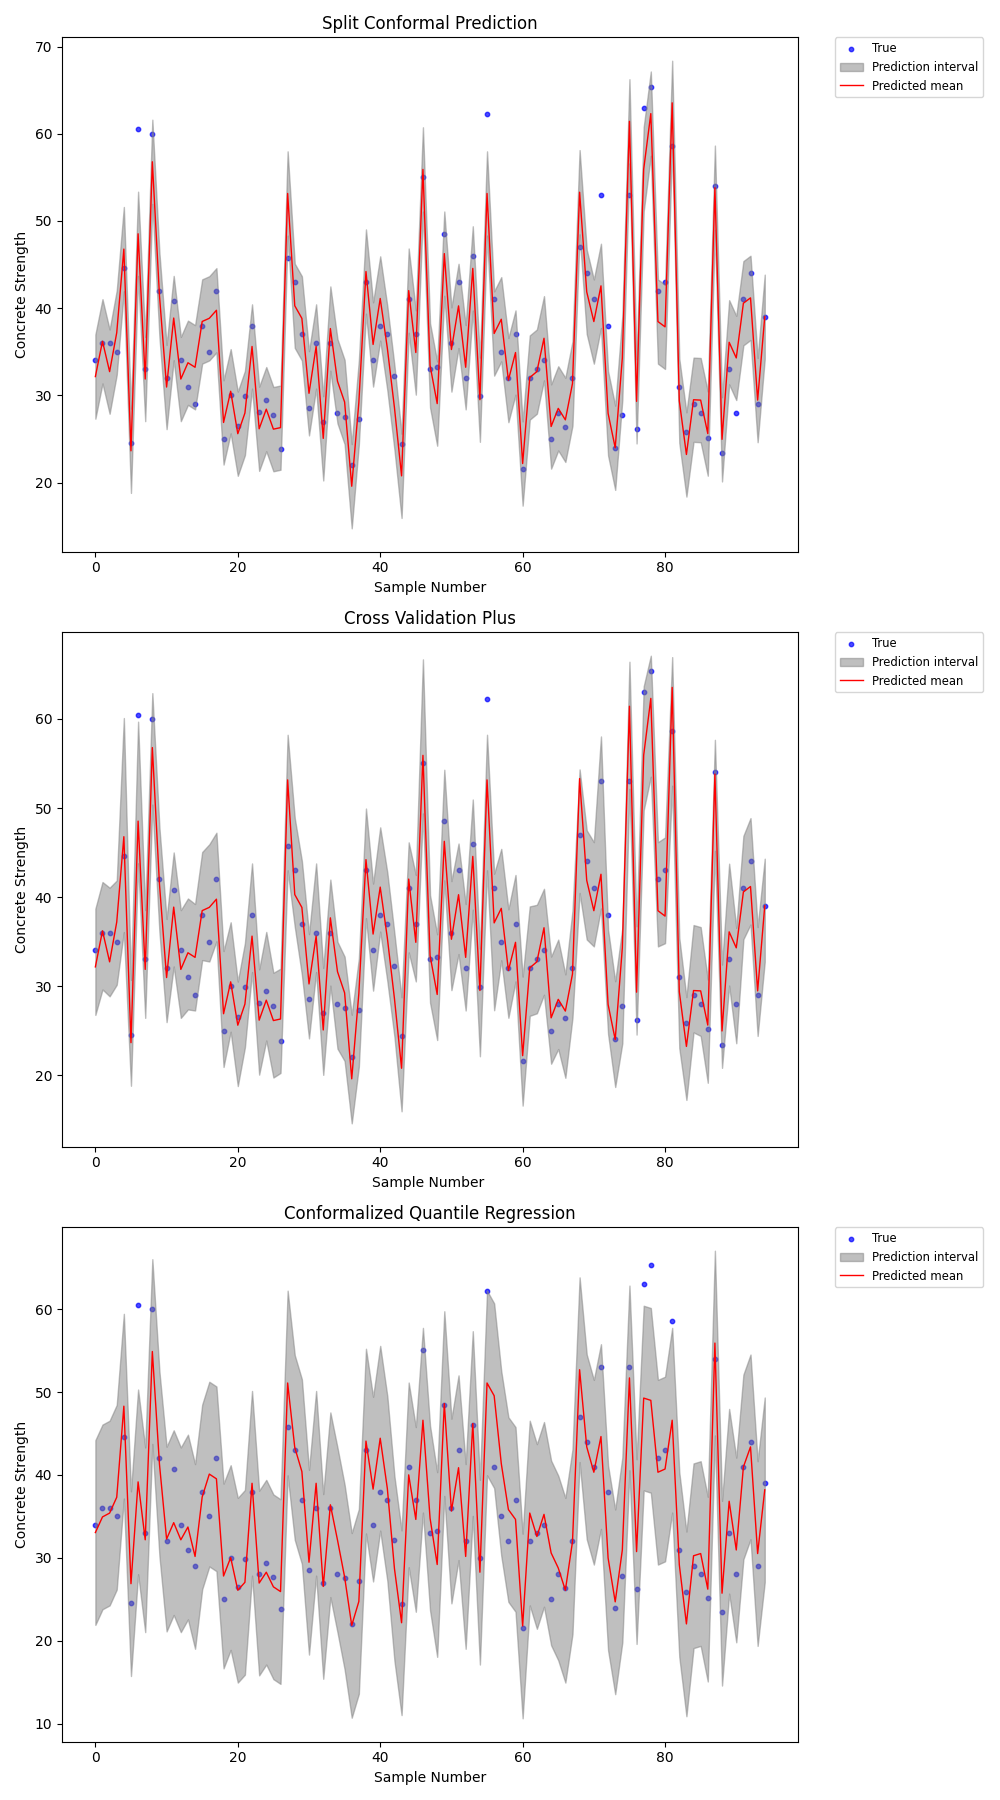 Split Conformal Prediction
True
Prediction interval
Predicted mean
Concrete Strength
70
60
50
40
30
20
0 20 40 60 80
Sample Number
Cross Validation Plus
True
Prediction interval
Predicted mean
Concrete Strength
60
50
40
30
20
0 20 40 60 80
Sample Number
Conformalized Quantile Regression
True
Prediction interval
Predicted mean
Concrete Strength
60
50
40
30
20
10
0 20 40 60 80
Sample Number